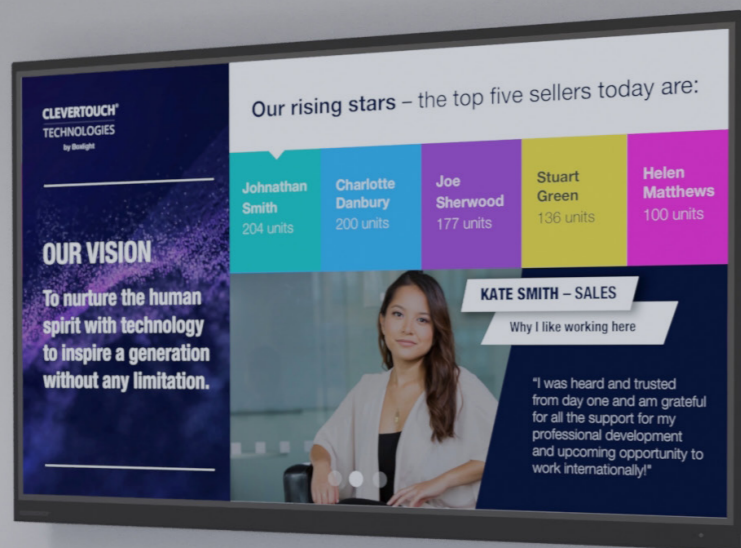 CLEVERTOUCH®
TECHNOLOGIES
by Boxlight
OUR VISION
To nurture the human
spirit with technology
to inspire a generation
without any limitation.
Our rising stars – the top five sellers today are:
Johnathan
Smith
204 units
Charlotte
Danbury
200 units
Joe
Sherwood
177 units
Stuart
Green
136 units
Helen
Matthews
100 units
KATE SMITH – SALES
Why I like working here
"I was heard and trusted
from day one and am grateful
for all the support for my
professional development
and upcoming opportunity to
work internationally!"